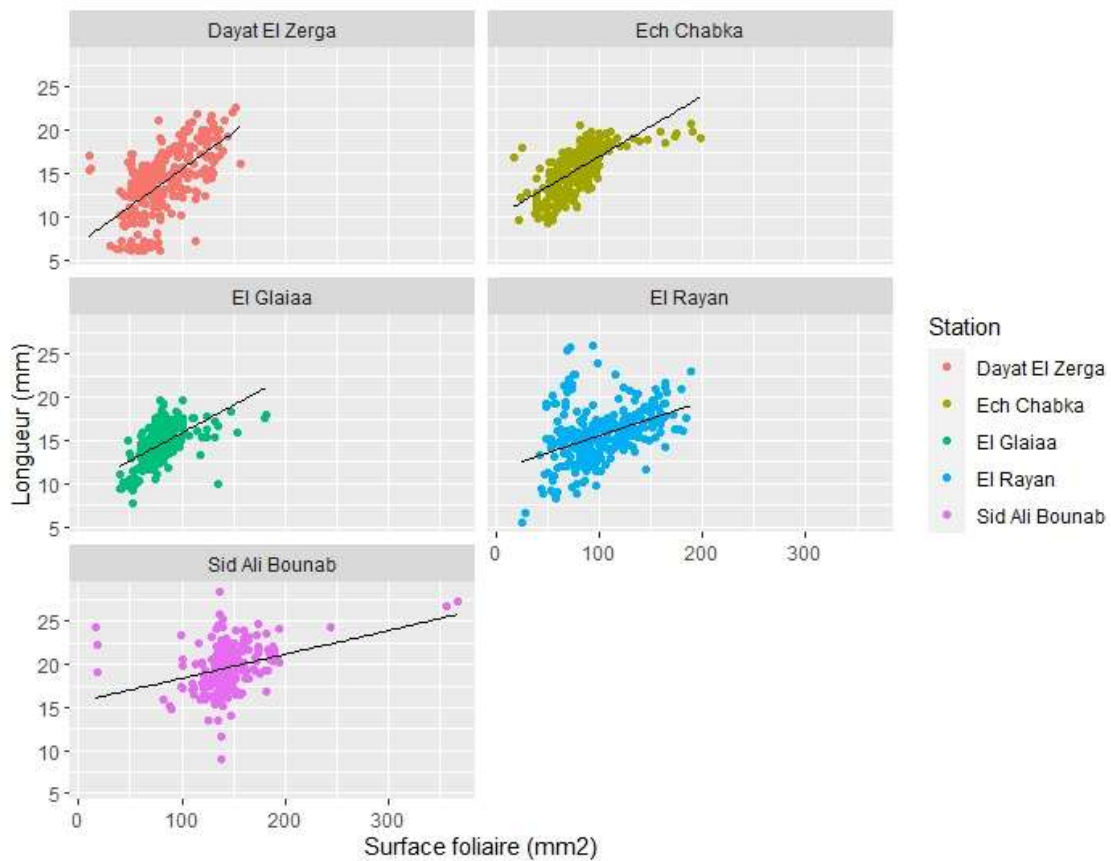 Dayat El Zerga
Ech Chabka
25
20
15
10
5
El Glaiaa
El Rayan
25
20
15
10
5
0
100
200
300
Sid Ali Bounab
25
20
15
10
5
0
100
200
300
Longueur (mm)
Surface foliaire (mm2)
Station
Dayat El Zerga
Ech Chabka
El Glaiaa
El Rayan
Sid Ali Bounab